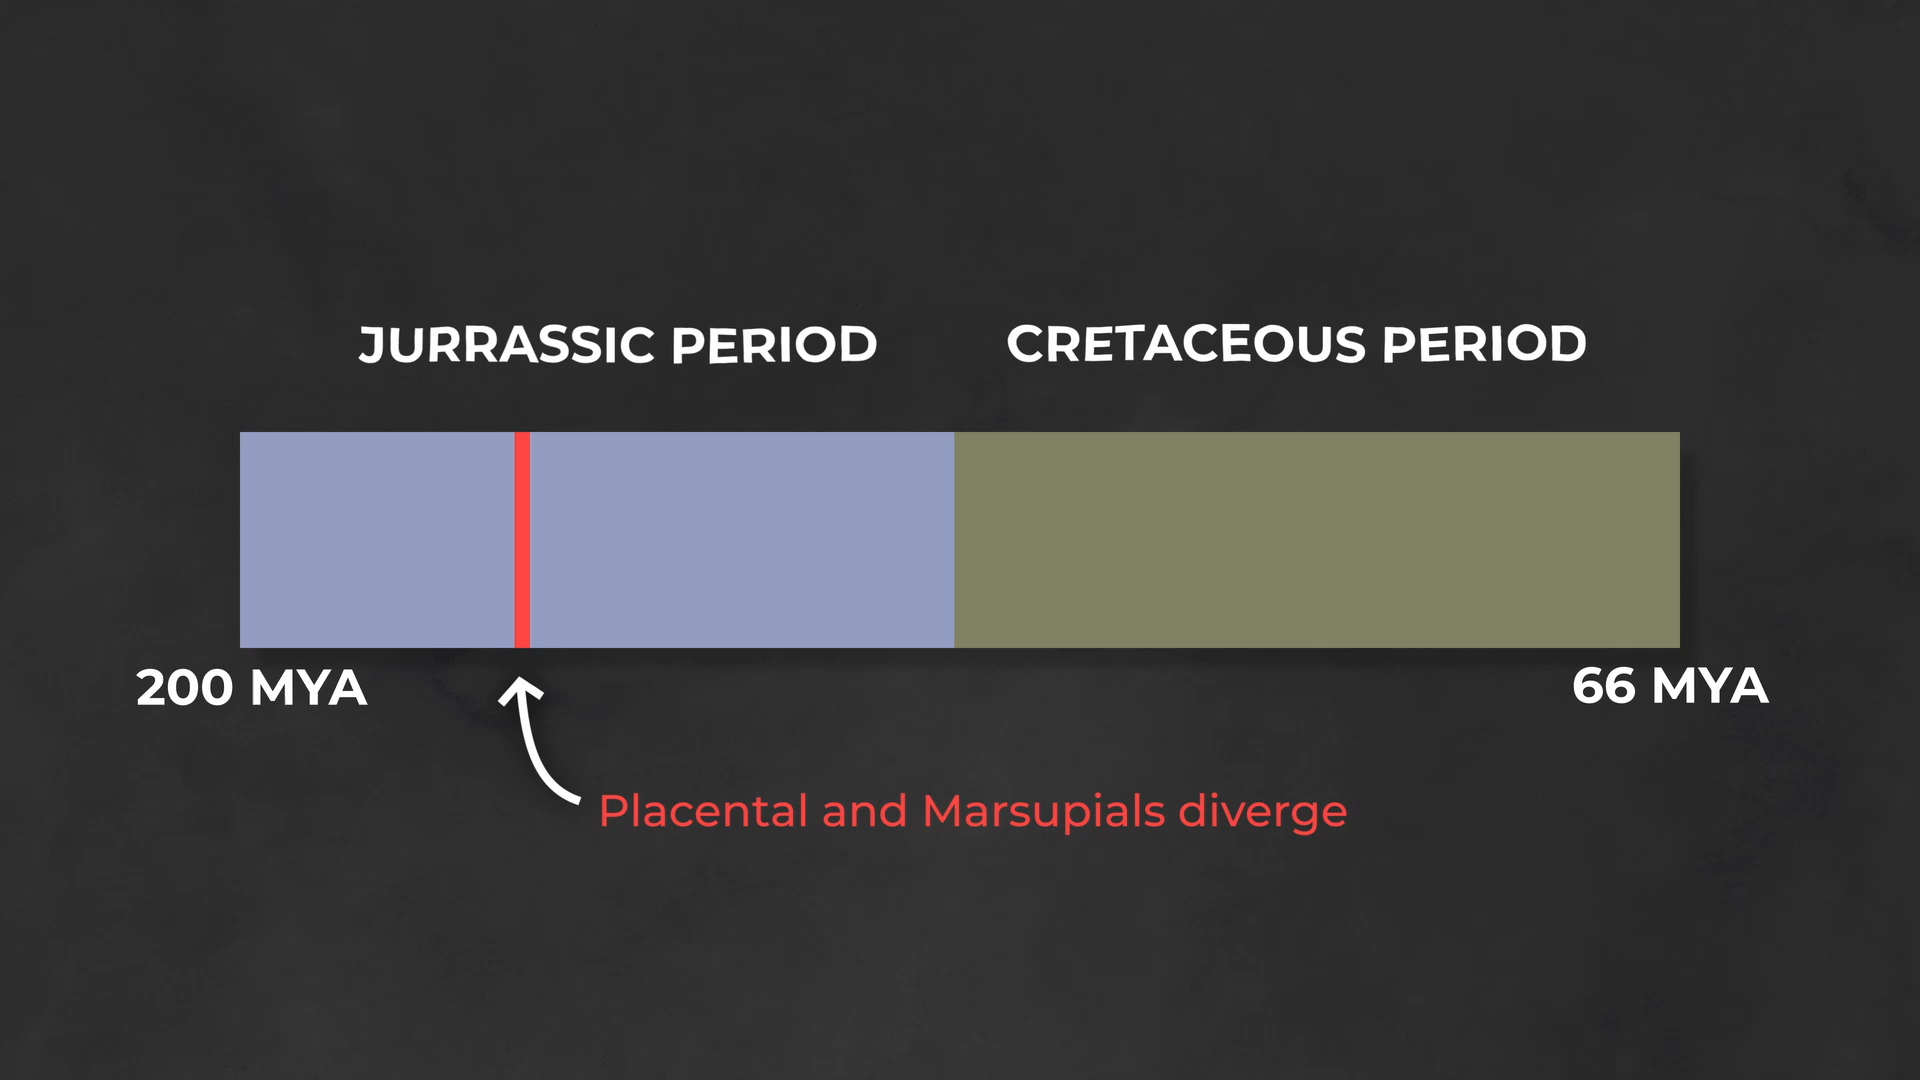 JURRASSIC PERIOD
CRETACEOUS PERIOD
200 MYA
66 MYA
Placental and Marsupials diverge